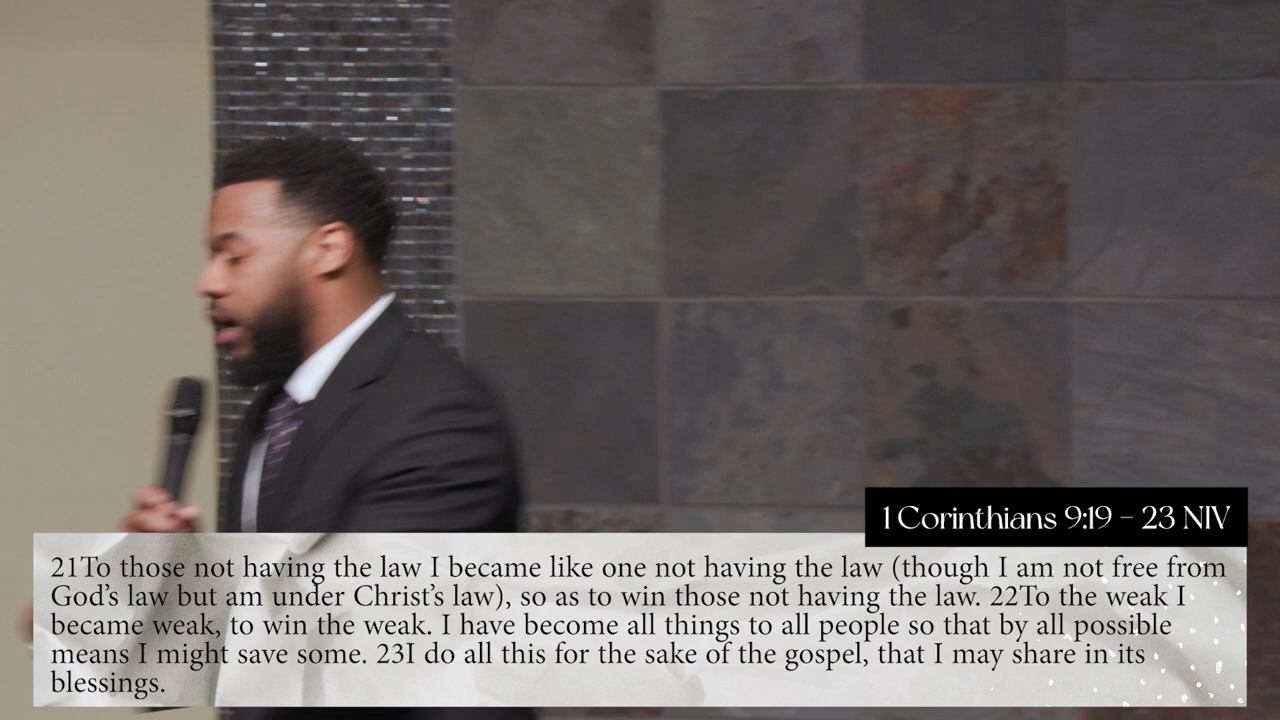 1 Corinthians 9:19 – 23 NIV
21To those not having the law I became like one not having the law (though I am not free from
God’s law but am under Christ’s law), so as to win those not having the law. 22To the weak I
became weak, to win the weak. I have become all things to all people so that by all possible
means I might save some. 23I do all this for the sake of the gospel, that I may share in its
blessings.